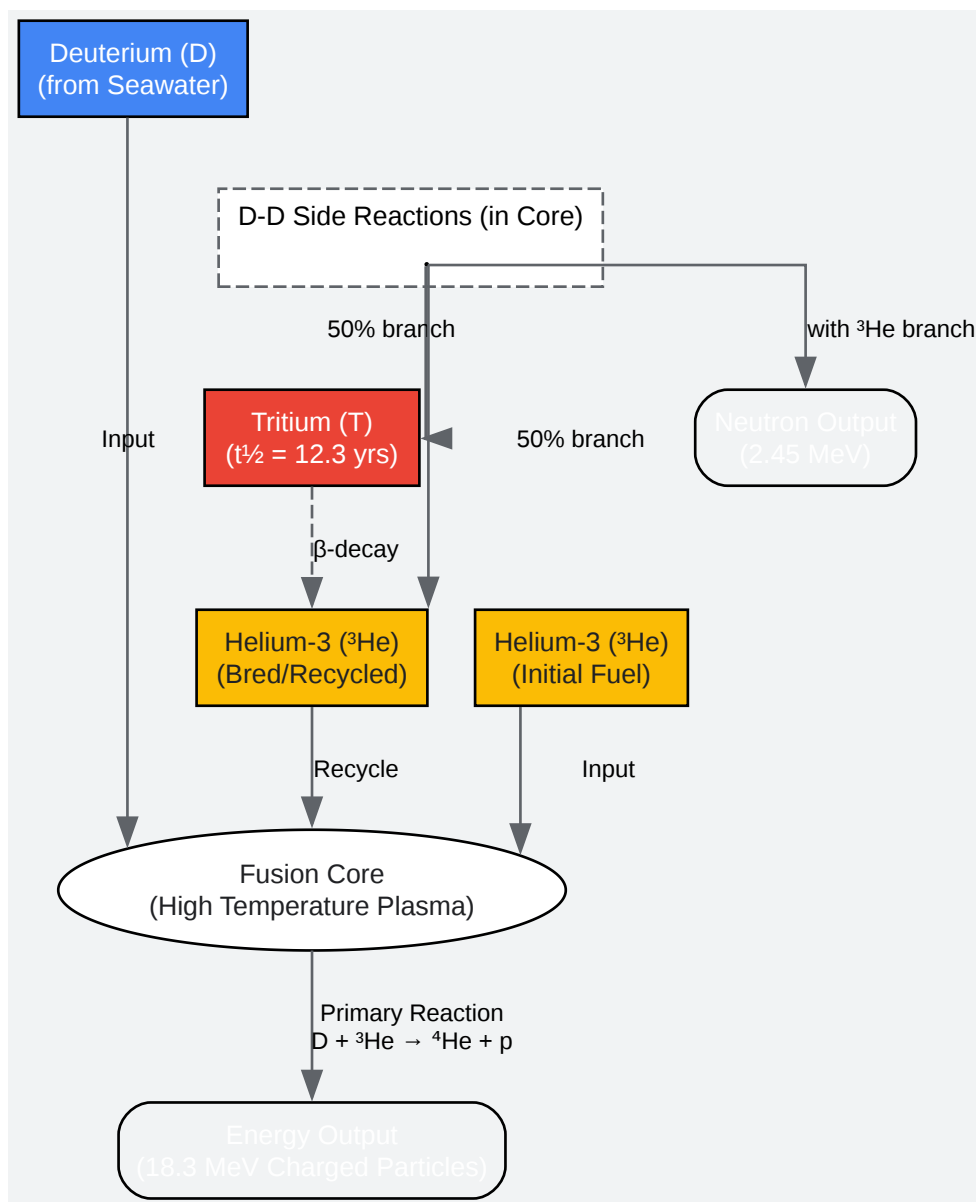 Deuterium (D)
(from Seawater)
D-D Side Reactions (in Core)
50% branch
with ³He branch
Tritium (T)
(t½ = 12.3 yrs)
Input
50% branch
Neutron Output
(2.45 MeV)
β-decay
Helium-3 (³He)
(Bred/Recycled)
Helium-3 (³He)
(Initial Fuel)
Recycle
Input
Fusion Core
(High Temperature Plasma)
Primary Reaction
D + ³He → ⁴He + p
Energy Output
(18.3 MeV Charged Particles)